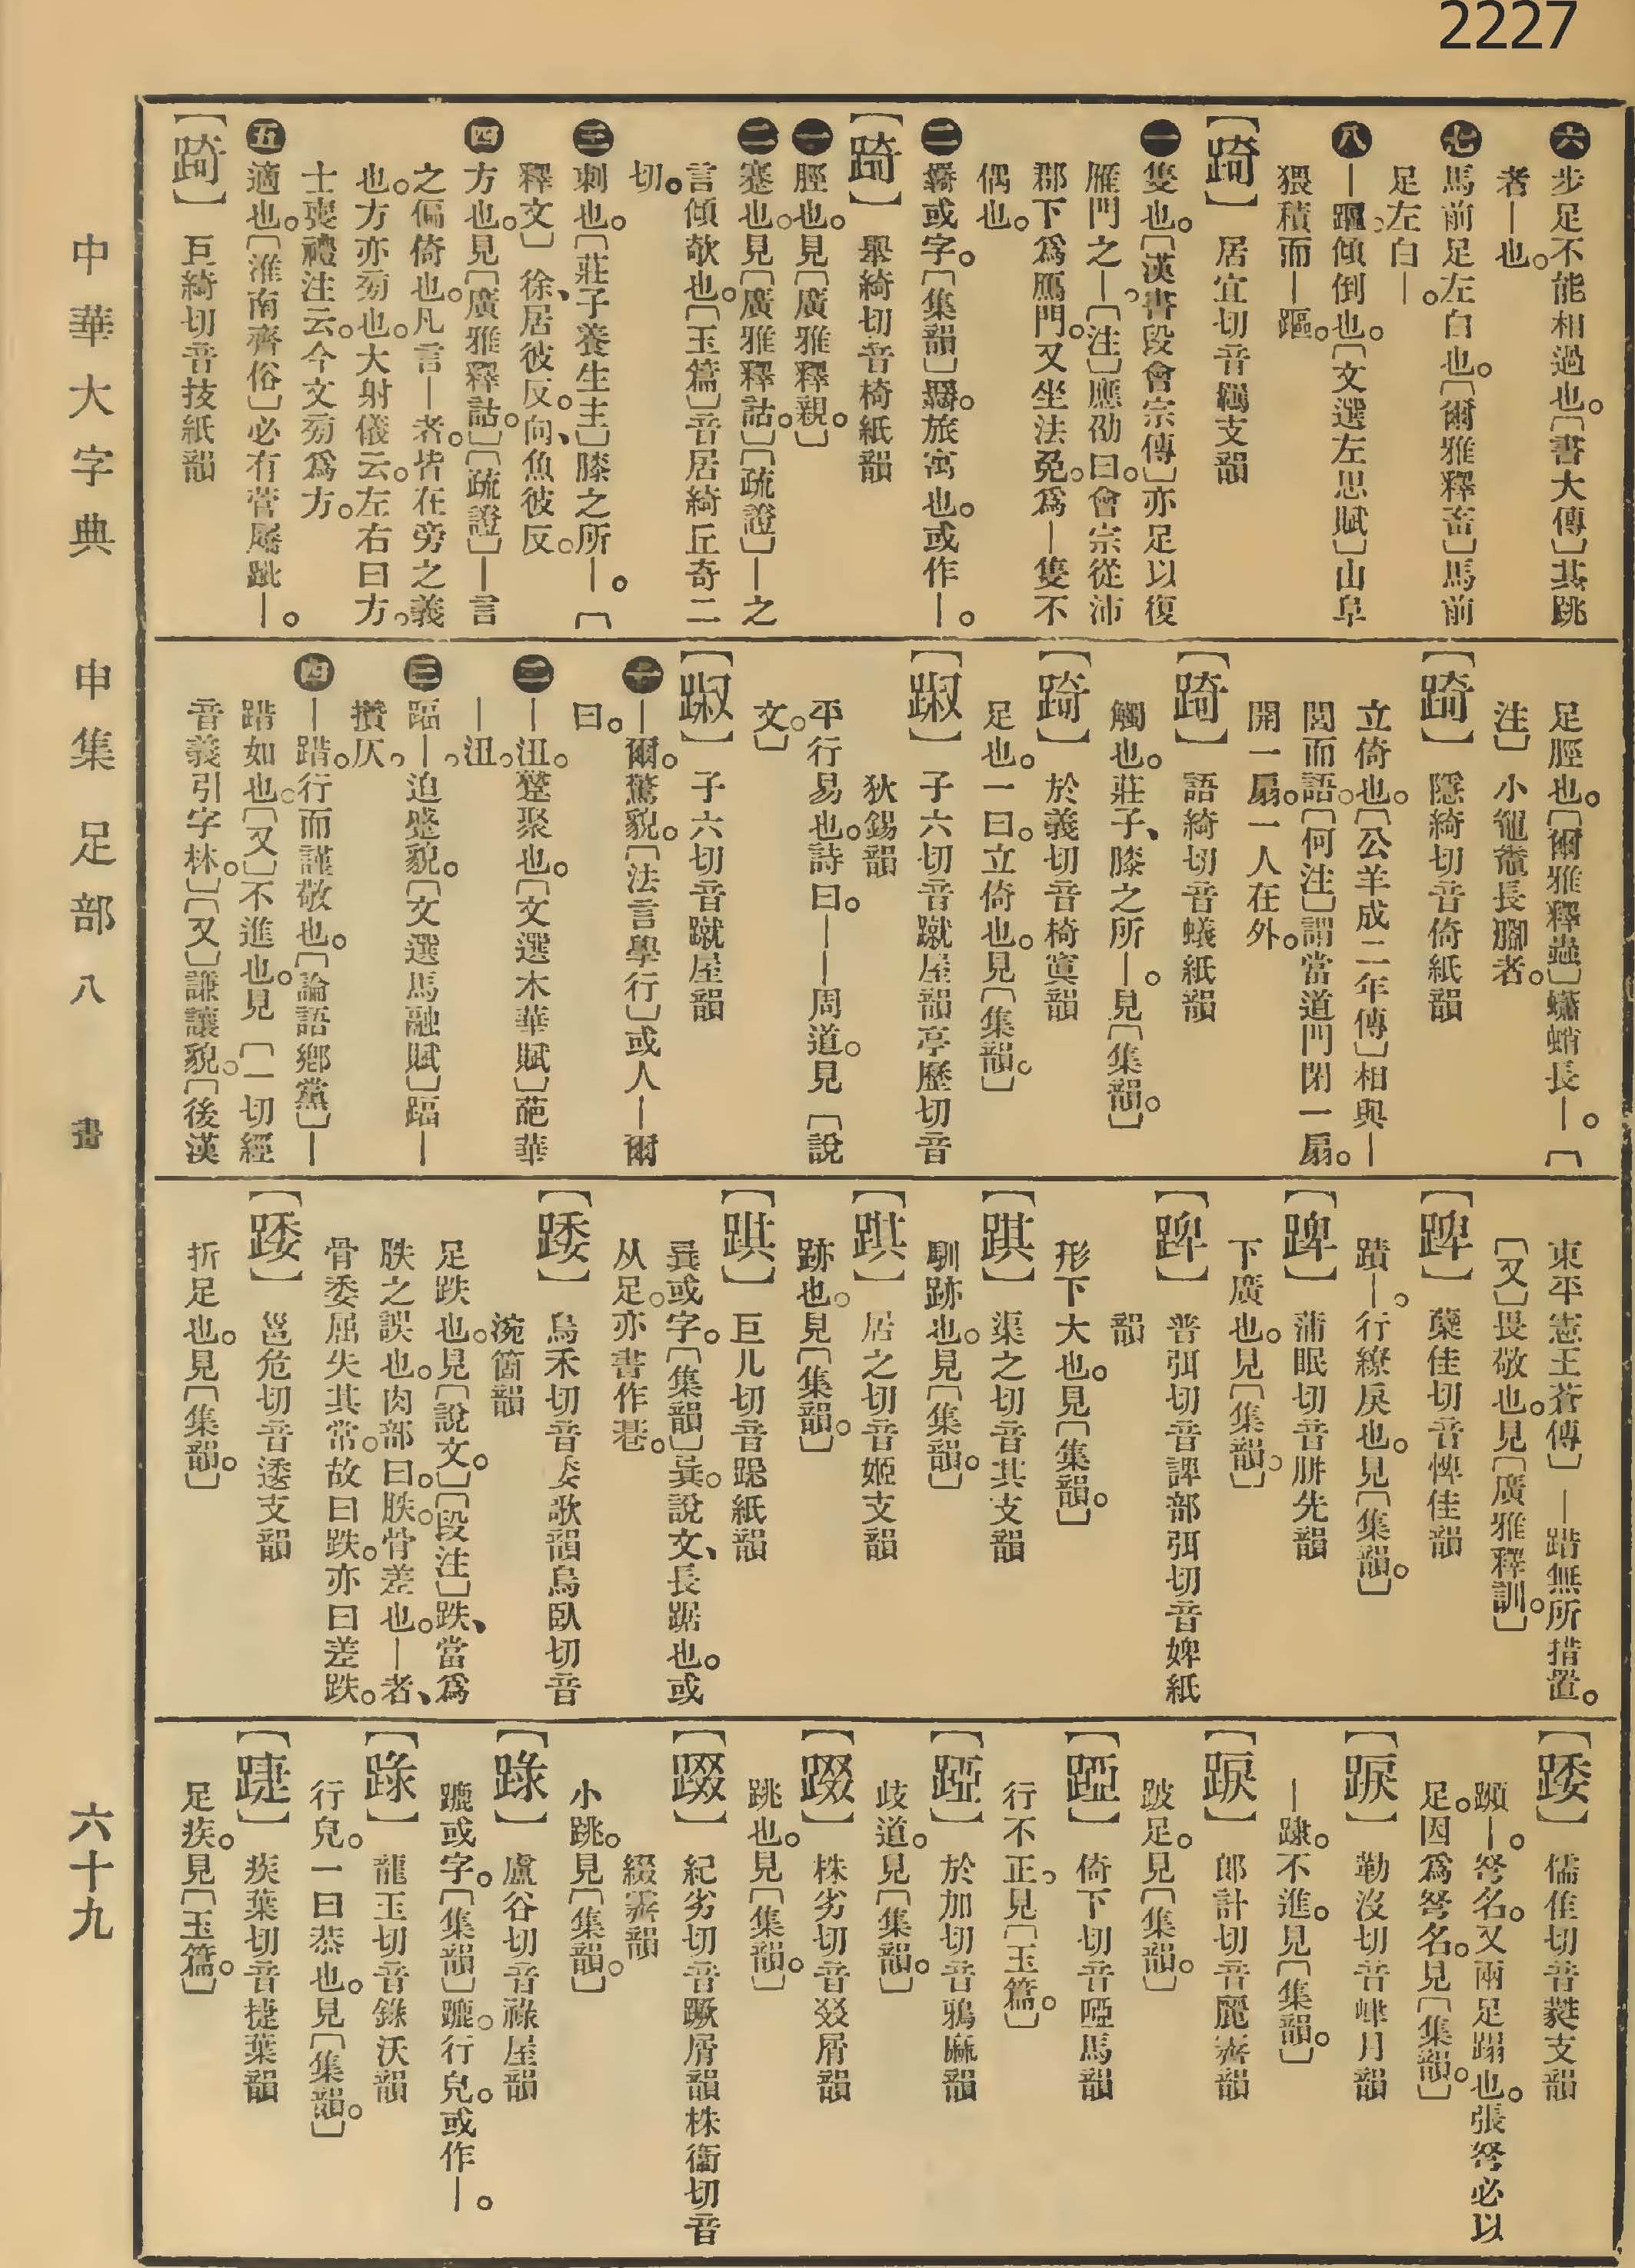 2227
六步足不能相過也。〔書大傳〕其跳
者—也。
七馬前足左白也。〔爾雅釋畜〕馬前
足左白—。
八—䟽傾倒也。〔文選左思賦〕山阜
猥積而—䟽。
【踦】居宜切音羈支韻
一隻也。〔漢書段會宗傳〕亦足以復
雁門之—。〔注〕應劭曰。會宗從沛
郡下爲鴈門。又坐法免。爲—隻不
偶也。
二䂠或字。〔集韻〕䂠。旅寓也。或作—。
【踦】舉綺切音椅紙韻
一脛也。見〔廣雅釋親。〕
二蹇也。見〔廣雅釋詁。〕〔疏證〕—之
言傾欹也。〔玉篇〕音居綺丘奇二
切。
三刺也。〔莊子養生主〕膝之所—。〔
釋文〕徐、居彼反。向、魚彼反。
四方也。見〔廣雅釋詁。〕〔疏證〕—言
之偏倚也。凡言—者。皆在旁之義
也。方亦菊也。大射儀云。左右曰方。
士喪禮注云。今文菊爲方。
五適也。〔淮南齊俗〕必有菅屩跐—。
【踦】巨綺切音技紙韻
足脛也。〔爾雅釋蟲〕蠨蛸長—。〔
注〕小鼅鼄長腳者。
【踦】隱綺切音倚紙韻
立倚也。〔公羊成二年傳〕相與—
閭而語。〔何注〕謂當道門閉一扇。
開一扇。一人在外。
【踦】語綺切音蟻紙韻
觸也。莊子、膝之所—。見〔集韻。〕
【踦】於義切音椅寘韻
足也。一曰。立倚也。見〔集韻。〕
【踧】子六切音蹴屋韻亭歷切音
狄錫韻
平行易也。詩曰。——周道。見〔說
文。〕
【踧】子六切音蹴屋韻
一—爾。驚貌。〔法言學行〕或人—爾
曰。
二—沑。蹙聚也。〔文選木華賦〕葩華
—沑。
三䠞—。迫蹙貌。〔文選馬融賦〕䠞—
攢仄。
四—踖。行而謹敬也。〔論語鄉黨〕—
踖如也。〔又〕不進也。見〔一切經
音義引字林。〕〔又〕謙讓貌。〔後漢
東平憲王蒼傳〕—踖無所措置。
〔又〕畏敬也。見〔廣雅釋訓。〕
【踔】蘗佳切音牌佳韻
蹟—。行繚戾也。見〔集韻。〕
【踔】蒲眠切音胼先韻
下廣也。見〔集韻。〕
【踔】普弭切音諀部弭切音婢紙
韻
形下大也。見〔集韻。〕
【踑】渠之切音其支韻
馴跡也。見〔集韻。〕
【踑】居之切音姬支韻
跡也。見〔集韻。〕
【踑】巨几切音跽紙韻
㠱或字。〔集韻〕㠱。說文、長踞也。或
从足。亦書作㠱。
【踒】烏禾切音委歌韻烏臥切音
涴箇韻
足跌也。見〔說文。〕〔段注〕跌、當爲
胅之誤也。肉部曰。胅。骨差也。—者、
骨委屈失其常。故曰跌。亦曰差跌。
【踒】邕危切音逶支韻
折足也。見〔集韻。〕
【踒】儒隹切音蕤支韻
蹞—。弩名。又兩足蹋也。張弩必以
足。因爲弩名。見〔集韻。〕
【踿】勒沒切音崒月韻
—踛。不進。見〔集韻。〕
【踿】郎計切音麗霽韻
跛足。見〔集韻。〕
【踁】倚下切音啞馬韻
行不正。見〔玉篇。〕
【踁】於加切音鴉麻韻
歧道。見〔集韻。〕
【踀】株劣切音叕屑韻
跳也。見〔集韻。〕
【踀】紀劣切音蹶屑韻株衞切音
綴霽韻
小跳。見〔集韻。〕
【踛】盧谷切音祿屋韻
蹗或字。〔集韻〕蹗。行皃。或作—。
【踛】龍玉切音錄沃韻
行皃。一曰恭也。見〔集韻。〕
【踕】疾葉切音捷葉韻
足疾。見〔玉篇。〕
中華大字典　申集　足部八　畫　六十九